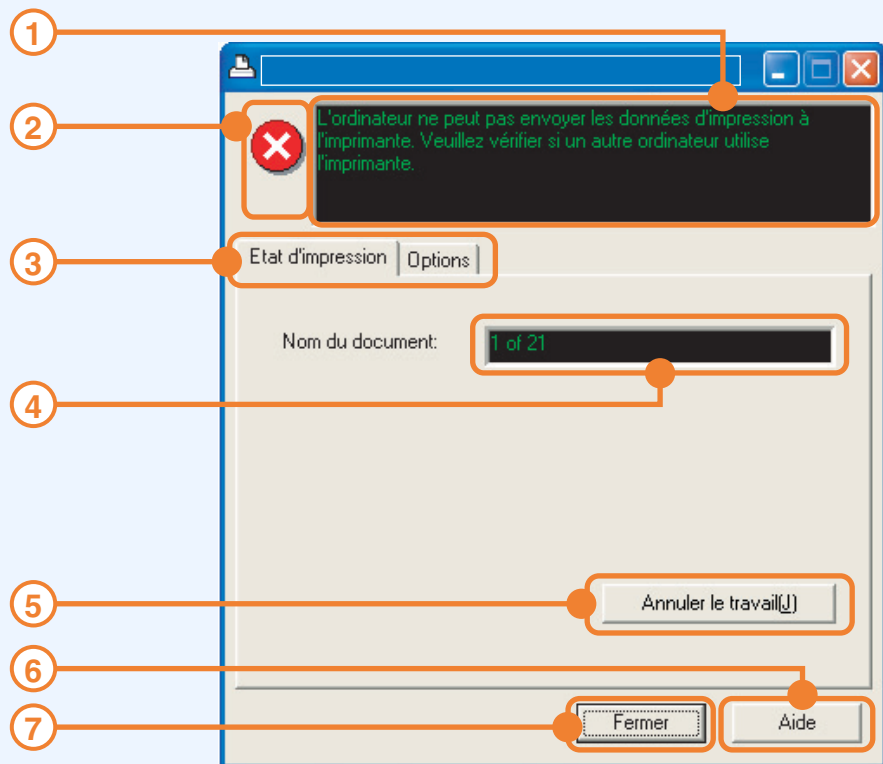 1
2
L'ordinateur ne peut pas envoyer les données d'impression à
l'imprimante. Veuillez vérifier si un autre ordinateur utilise
l'imprimante.
3
Etat d'impression Options
Nom du document: 1 of 21
4
5
Annuler le travail(J)
6
7
Fermer Aide